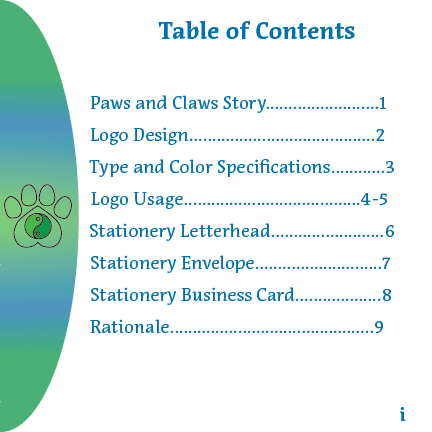 Table of Contents
Paws and Claws Story.........................1
Logo Design.........................................2
Type and Color Specifications............3
Logo Usage.......................................4-5
Stationery Letterhead.........................6
Stationery Envelope............................7
Stationery Business Card...................8
Rationale.............................................9
i